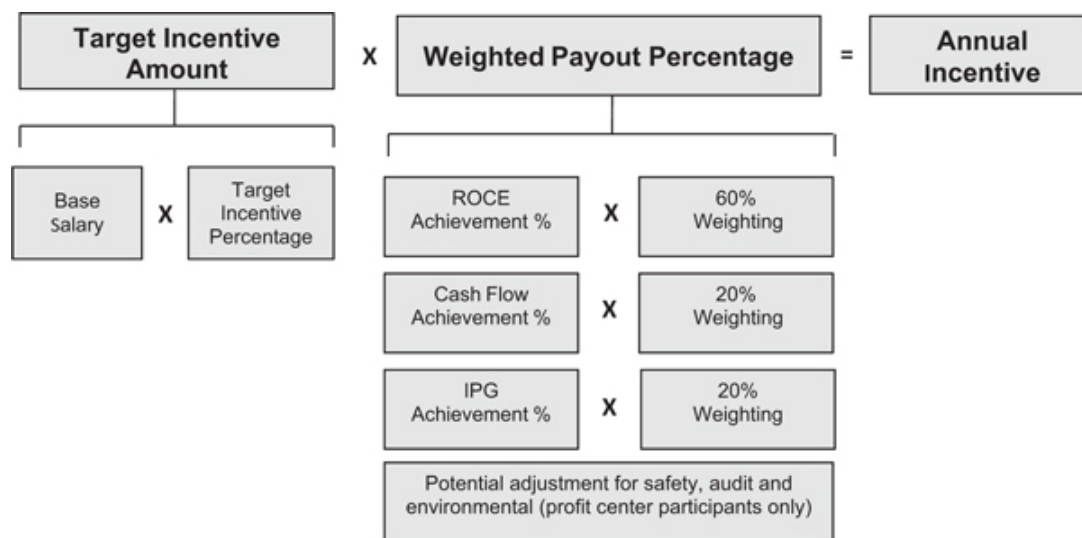 Target Incentive
Amount
X
Weighted Payout Percentage
=
Annual
Incentive
Base
Salary
X
Target
Incentive
Percentage
ROCE
Achievement %
X
60%
Weighting
Cash Flow
Achievement %
X
20%
Weighting
IPG
Achievement %
X
20%
Weighting
Potential adjustment for safety, audit and
environmental (profit center participants only)